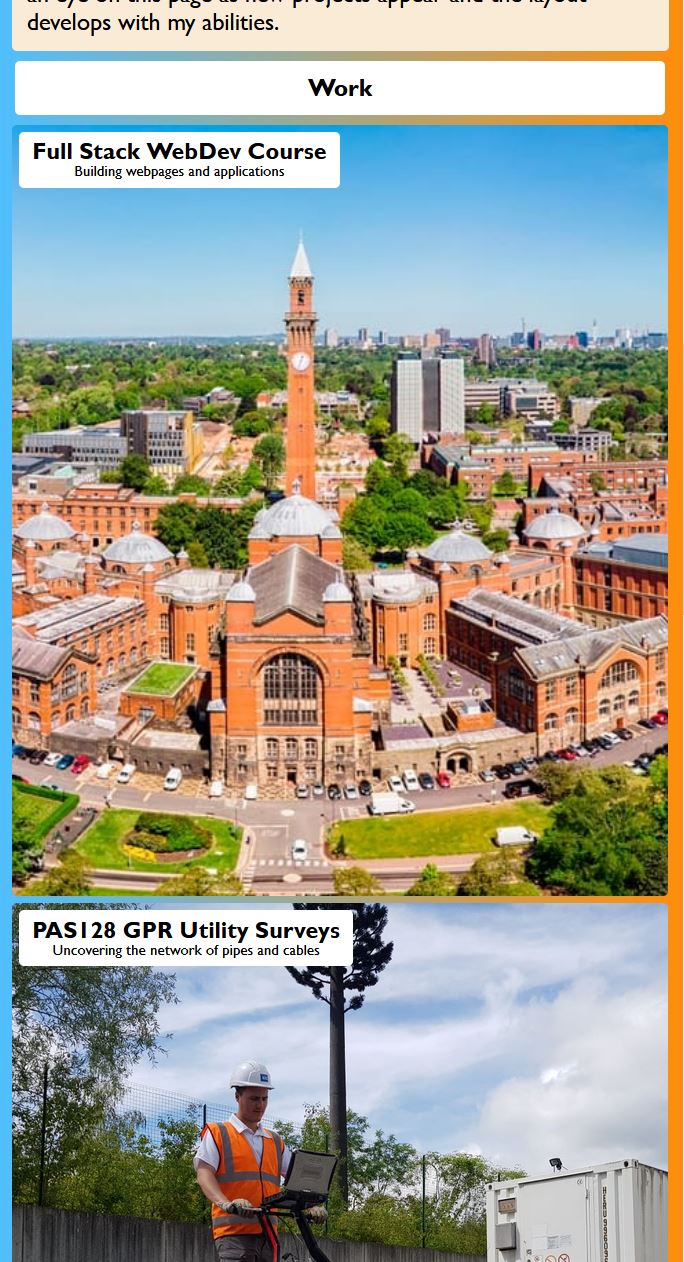 develops with my abilities.
Work
Full Stack WebDev Course
Building webpages and applications
PAS128 GPR Utility Surveys
Uncovering the network of pipes and cables